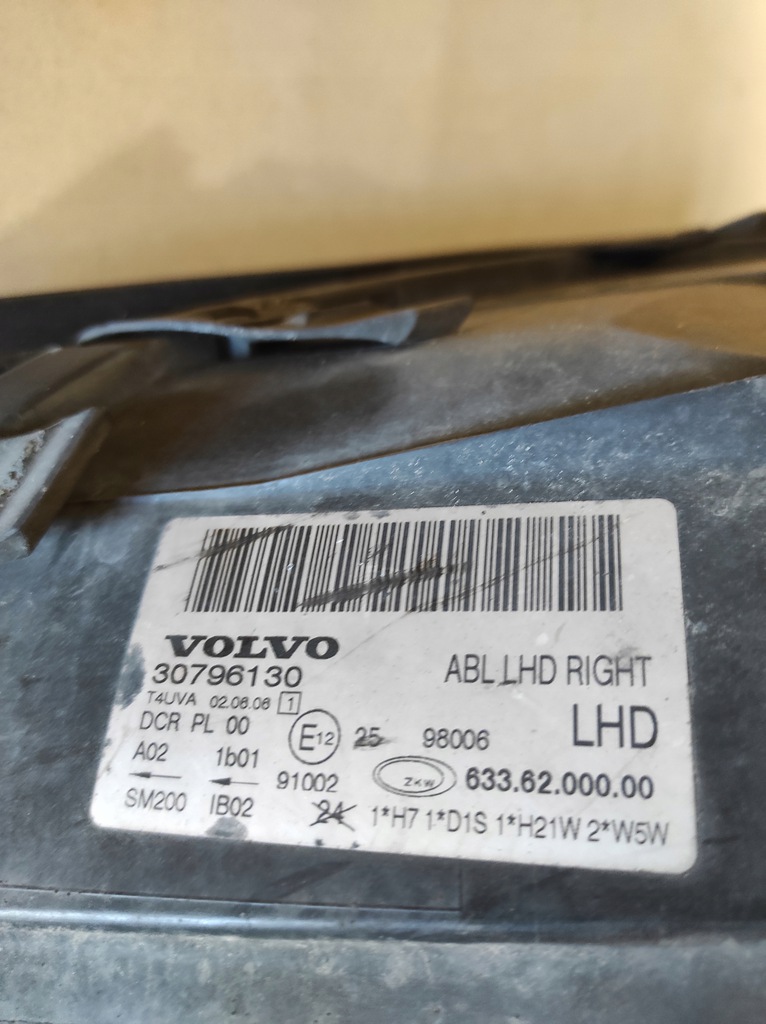 VOLVO
30796130 ABL LHD RIGHT
T4UVA 02.06.06 1
DCR PL 00 E12 25 98006 LHD
A02 1b01 91002 ZKW 633.62.000.00
SM200 IB02 24 1*H7 1*D1S 1*H21W 2*W5W